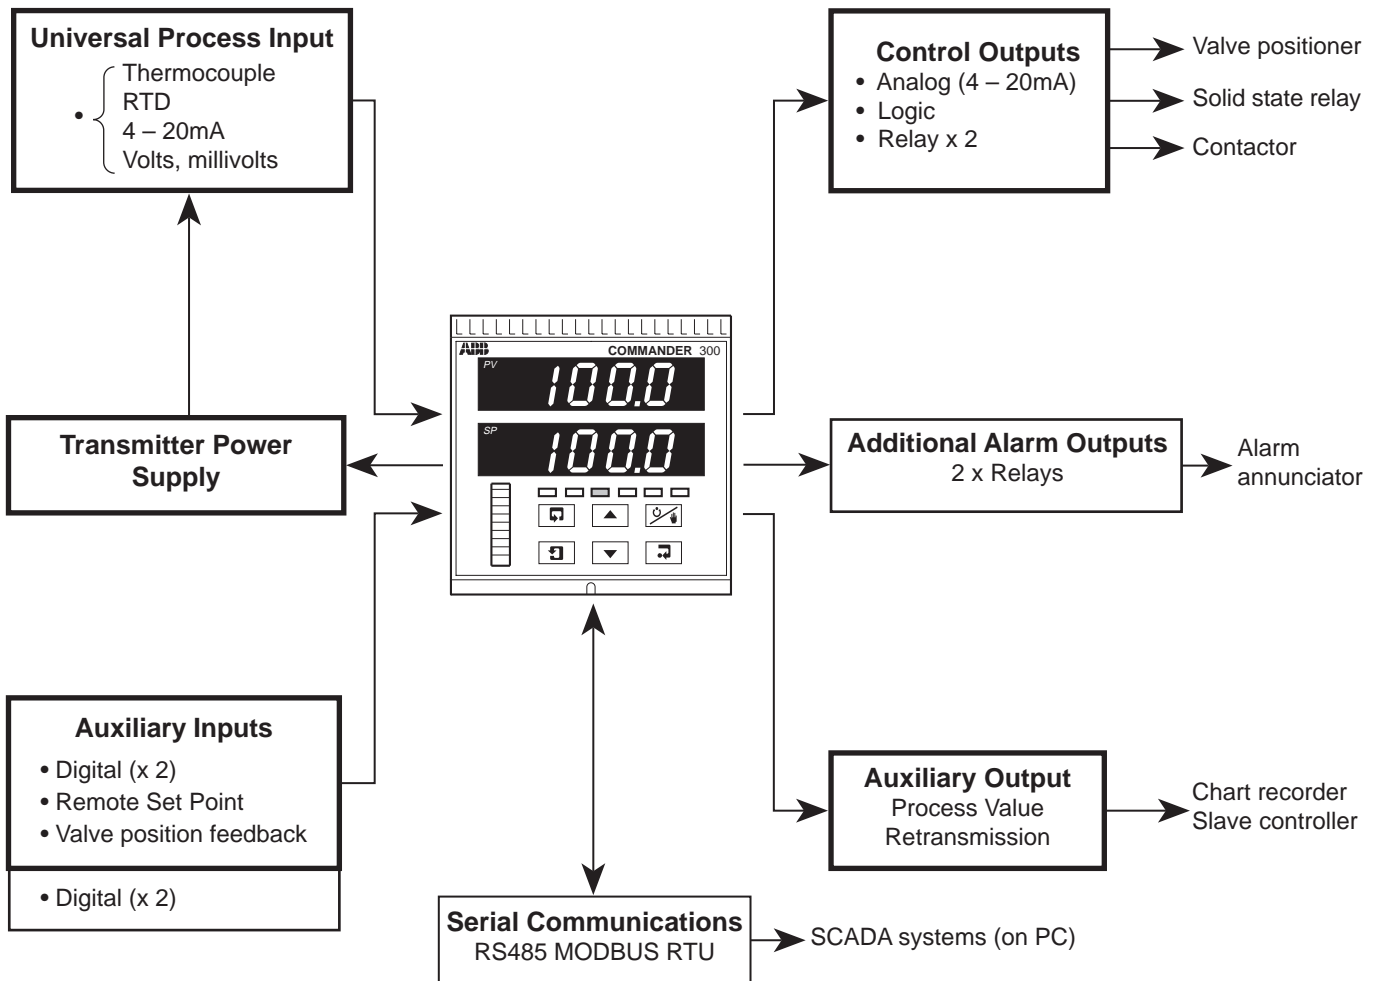 Universal Process Input
Thermocouple
RTD
• 4 – 20mA
Volts, millivolts
Control Outputs
• Analog (4 – 20mA)
• Logic
• Relay x 2
Valve positioner
Solid state relay
Contactor
ABB
COMMANDER 300
PV
100.0
SP
100.0
Transmitter Power
Supply
Additional Alarm Outputs
2 x Relays
Alarm
annunciator
Auxiliary Inputs
• Digital (x 2)
• Remote Set Point
• Valve position feedback
• Digital (x 2)
Auxiliary Output
Process Value
Retransmission
Chart recorder
Slave controller
Serial Communications
RS485 MODBUS RTU
SCADA systems (on PC)